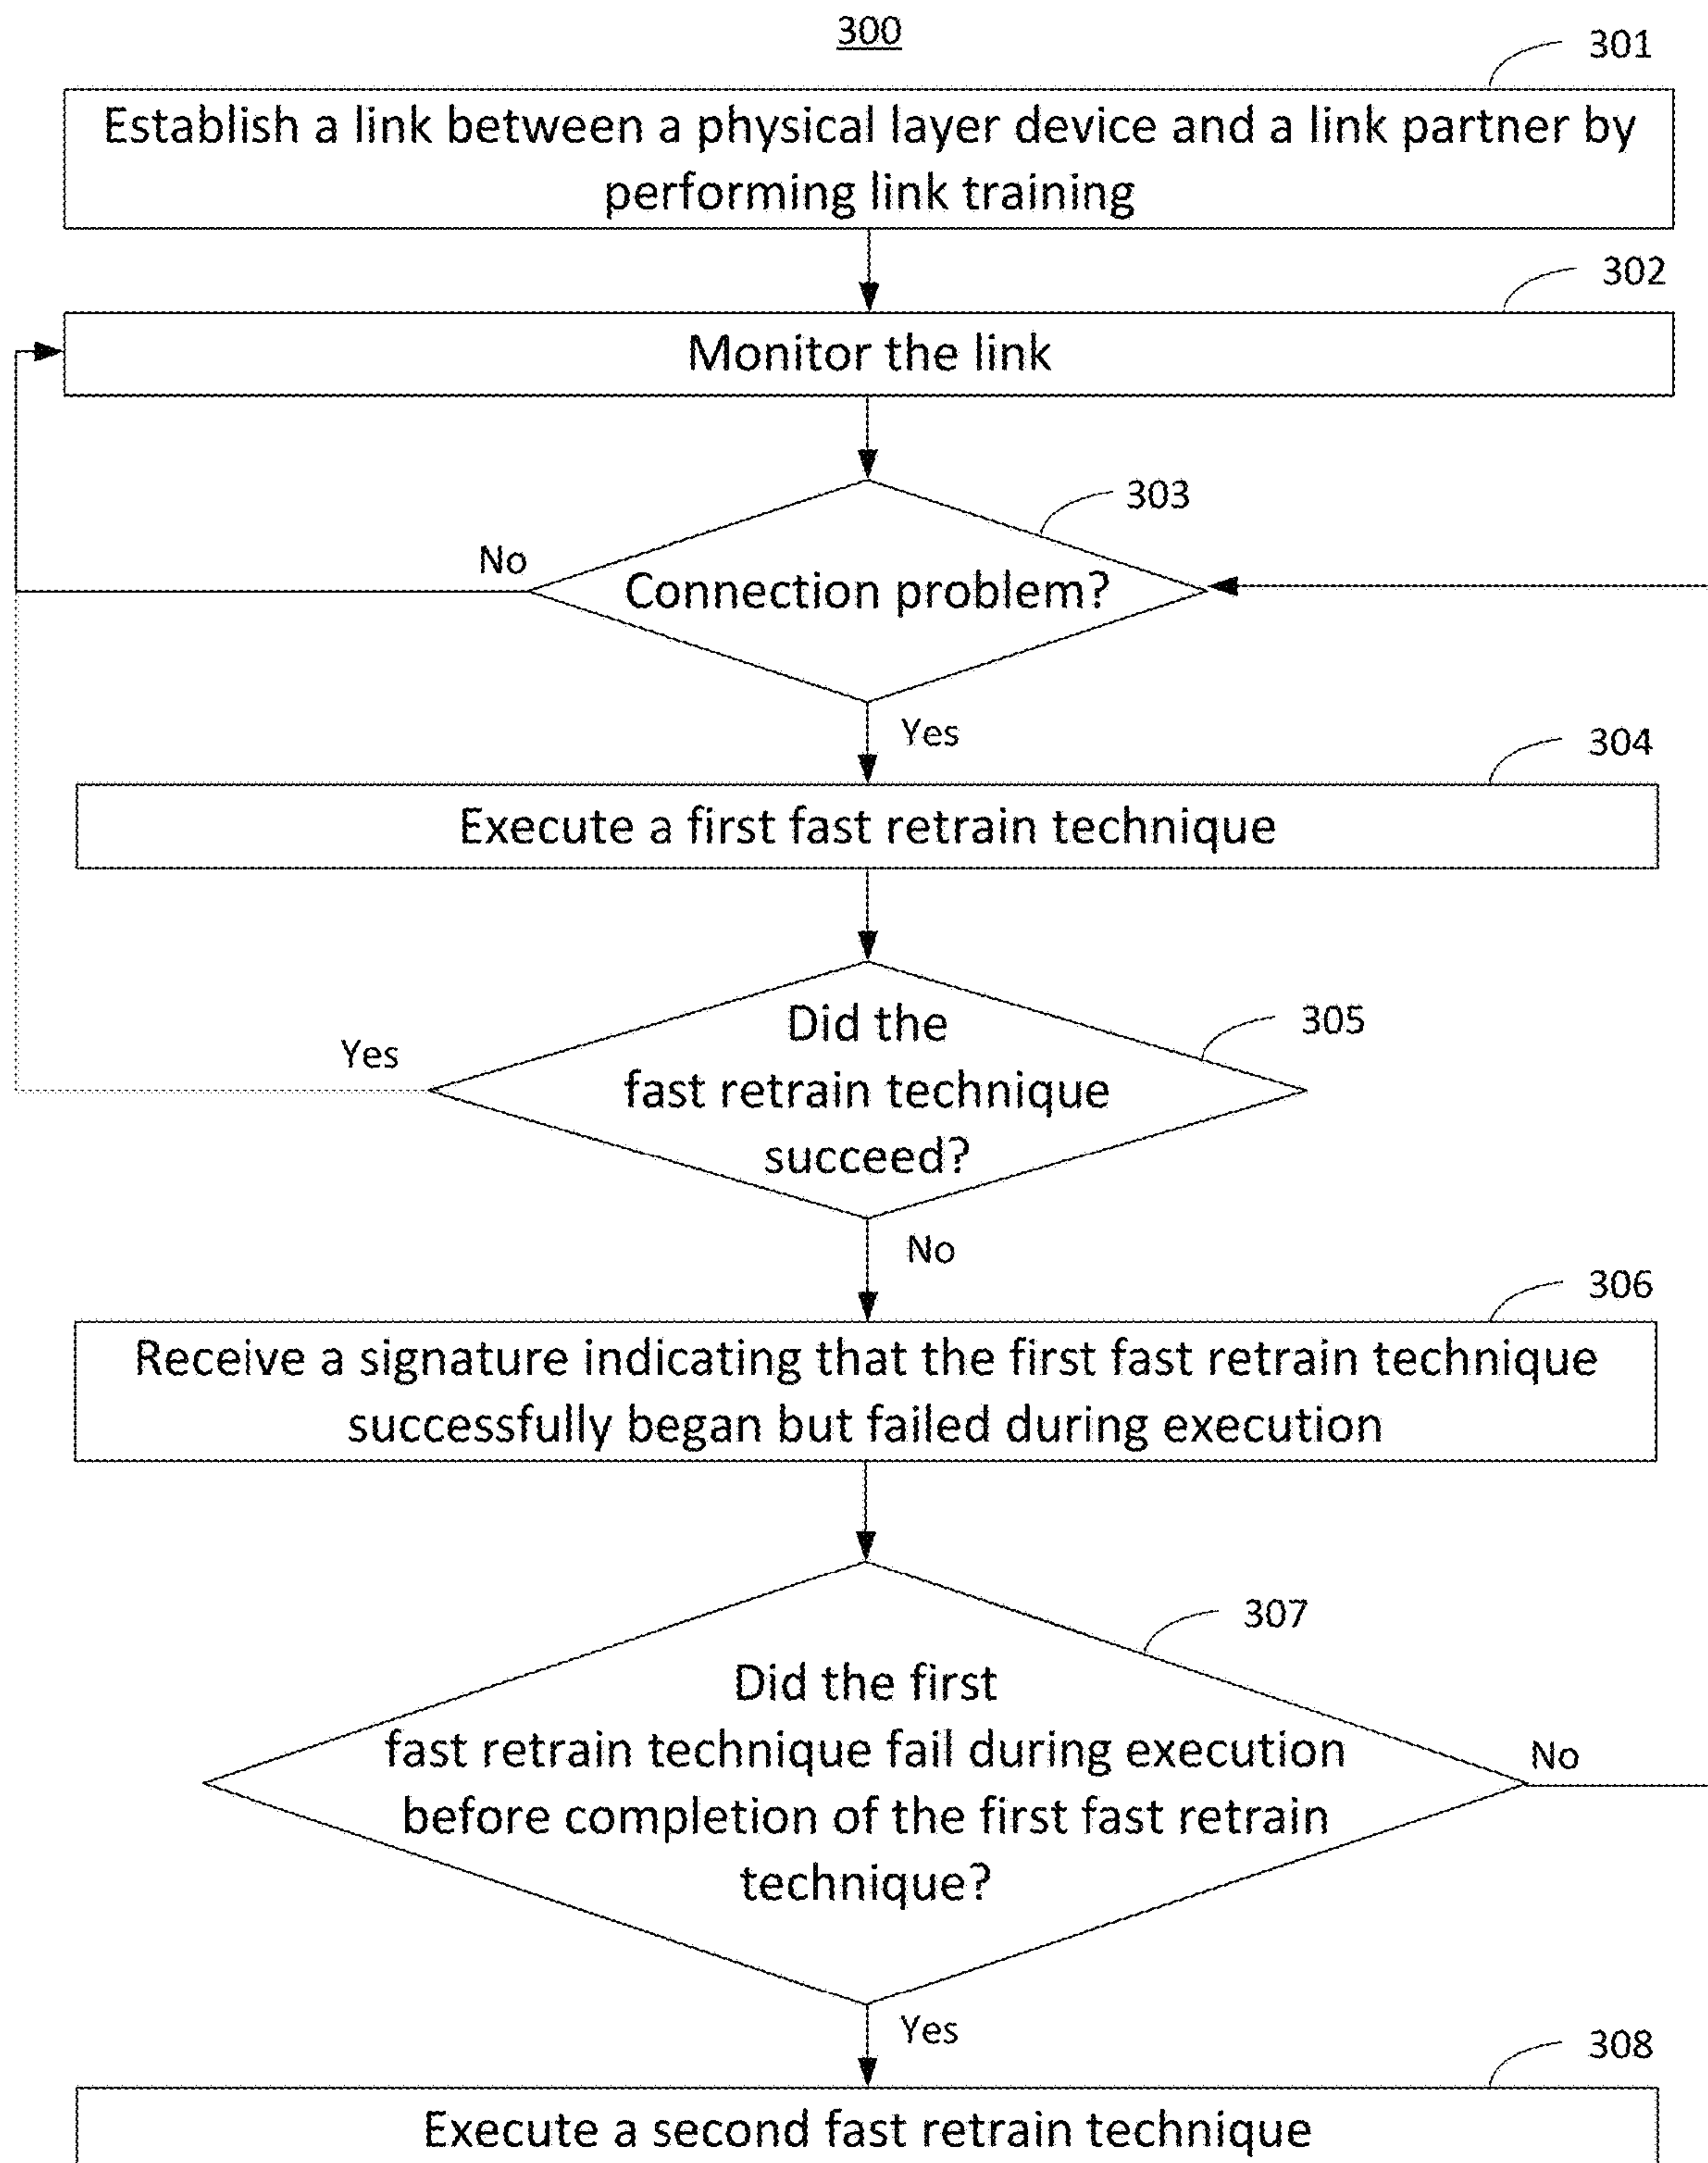 300
301
Establish a link between a physical layer device and a link partner by
performing link training
302
Monitor the link
303
No
Connection problem?
Yes
304
Execute a first fast retrain technique
305
Did the
Yes
fast retrain technique
succeed?
No
306
Receive a signature indicating that the first fast retrain technique
successfully began but failed during execution
307
Did the first
fast retrain technique fail during execution
No
before completion of the first fast retrain
technique?
Yes
308
Execute a second fast retrain technique